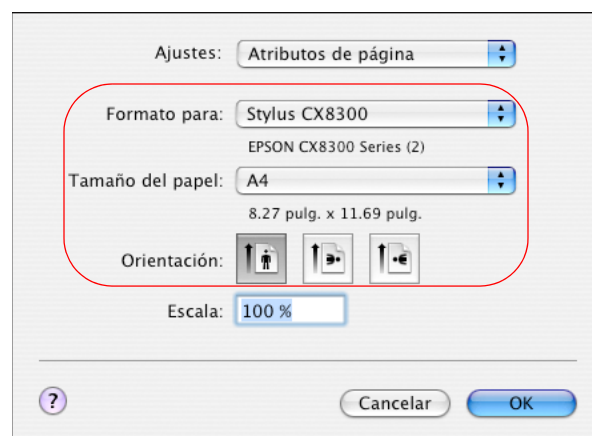 Ajustes: Atributos de página
Formato para: Stylus CX8300
EPSON CX8300 Series (2)
Tamaño del papel: A4
8.27 pulg. x 11.69 pulg.
Orientación:
Escala: 100 %
? Cancelar OK